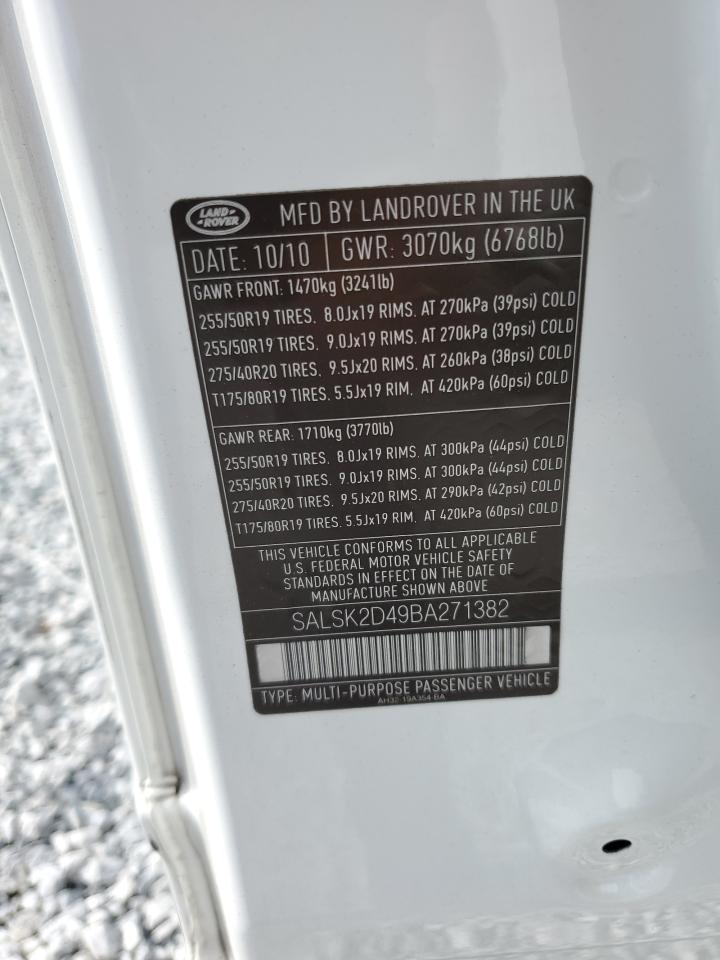 LAND-
-ROVER
MFD BY LANDROVER IN THE UK
DATE: 10/10 GWR: 3070kg (6768lb)
GAWR FRONT: 1470kg (3241lb)
255/50R19 TIRES. 8.0Jx19 RIMS. AT 270kPa (39psi) COLD
255/50R19 TIRES. 9.0Jx19 RIMS. AT 270kPa (39psi) COLD
275/40R20 TIRES. 9.5Jx20 RIMS. AT 260kPa (38psi) COLD
T175/80R19 TIRES. 5.5Jx19 RIM. AT 420kPa (60psi) COLD
GAWR REAR: 1710kg (3770lb)
255/50R19 TIRES. 8.0Jx19 RIMS. AT 300kPa (44psi) COLD
255/50R19 TIRES. 9.0Jx19 RIMS. AT 300kPa (44psi) COLD
275/40R20 TIRES. 9.5Jx20 RIMS. AT 290kPa (42psi) COLD
T175/80R19 TIRES. 5.5Jx19 RIM. AT 420kPa (60psi) COLD
THIS VEHICLE CONFORMS TO ALL APPLICABLE
U.S. FEDERAL MOTOR VEHICLE SAFETY
STANDARDS IN EFFECT ON THE DATE OF
MANUFACTURE SHOWN ABOVE
SALSK2D49BA271382
TYPE: MULTI-PURPOSE PASSENGER VEHICLE
AH32-19A354-BA